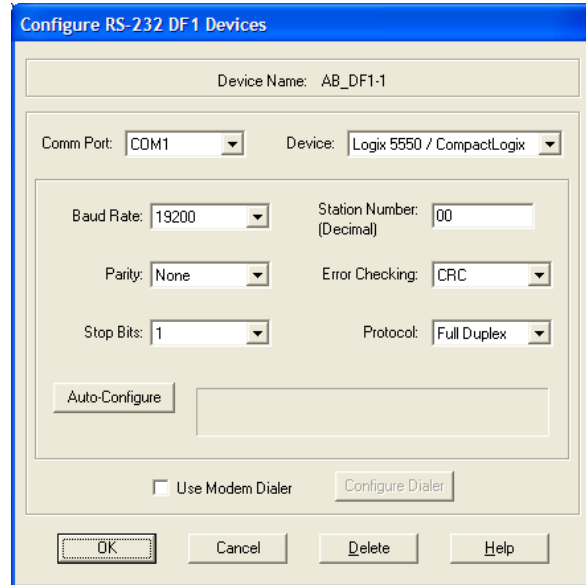 Configure RS-232 DF1 Devices
Device Name: AB_DF1-1
Comm Port: COM1 Device: Logix 5550 / CompactLogix
Baud Rate: 19200 Station Number: 00
(Decimal)
Parity: None Error Checking: CRC
Stop Bits: 1 Protocol: Full Duplex
Auto-Configure
Use Modem Dialer Configure Dialer
OK Cancel Delete Help